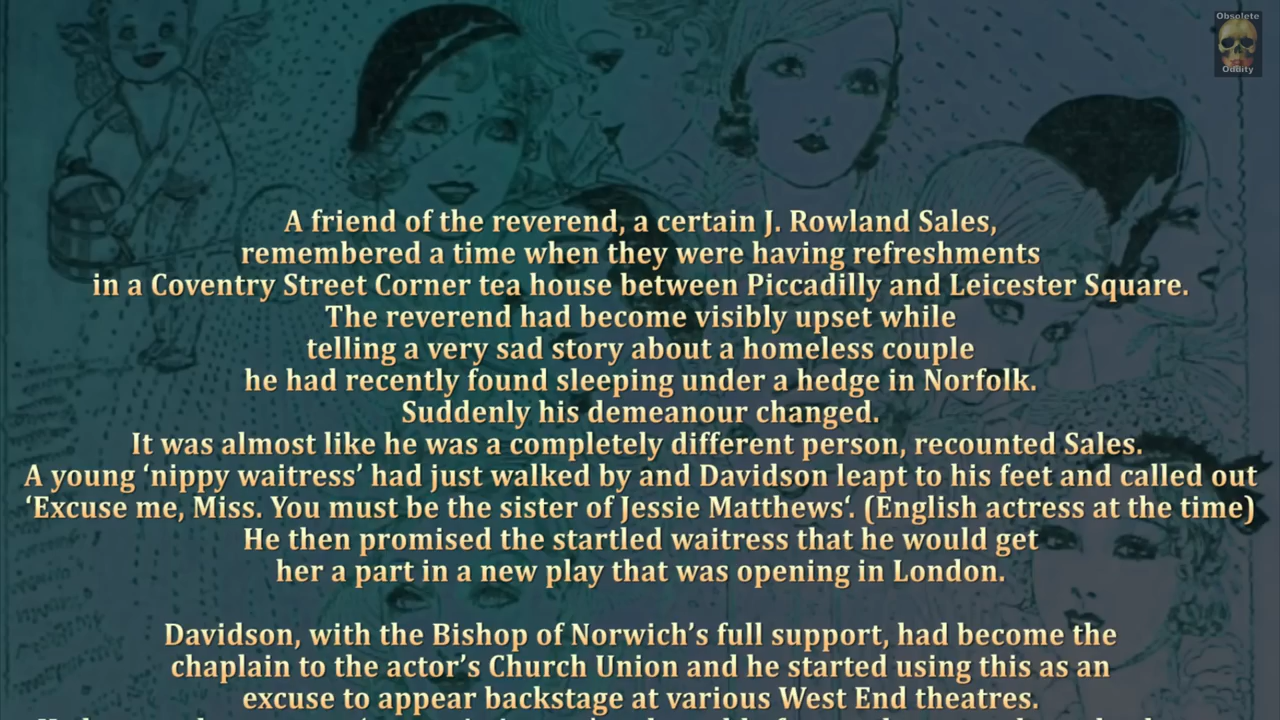 Obsolete
Oddity
A friend of the reverend, a certain J. Rowland Sales,
remembered a time when they were having refreshments
in a Coventry Street Corner tea house between Piccadilly and Leicester Square.
The reverend had become visibly upset while
telling a very sad story about a homeless couple
he had recently found sleeping under a hedge in Norfolk.
Suddenly his demeanour changed.
It was almost like he was a completely different person, recounted Sales.
A young ‘nippy waitress’ had just walked by and Davidson leapt to his feet and called out
‘Excuse me, Miss. You must be the sister of Jessie Matthews‘. (English actress at the time)
He then promised the startled waitress that he would get
her a part in a new play that was opening in London.
Davidson, with the Bishop of Norwich’s full support, had become the
chaplain to the actor’s Church Union and he started using this as an
excuse to appear backstage at various West End theatres.